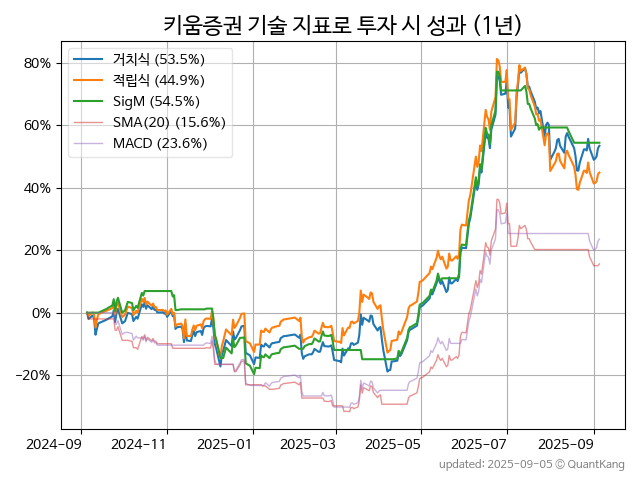 키움증권 기술 지표로 투자 시 성과 (1년)
거치식 (53.5%)
적립식 (44.9%)
SigM (54.5%)
SMA(20) (15.6%)
MACD (23.6%)
80%
60%
40%
20%
0%
−20%
2024-09 2024-11 2025-01 2025-03 2025-05 2025-07 2025-09
updated: 2025-09-05 © QuantKang